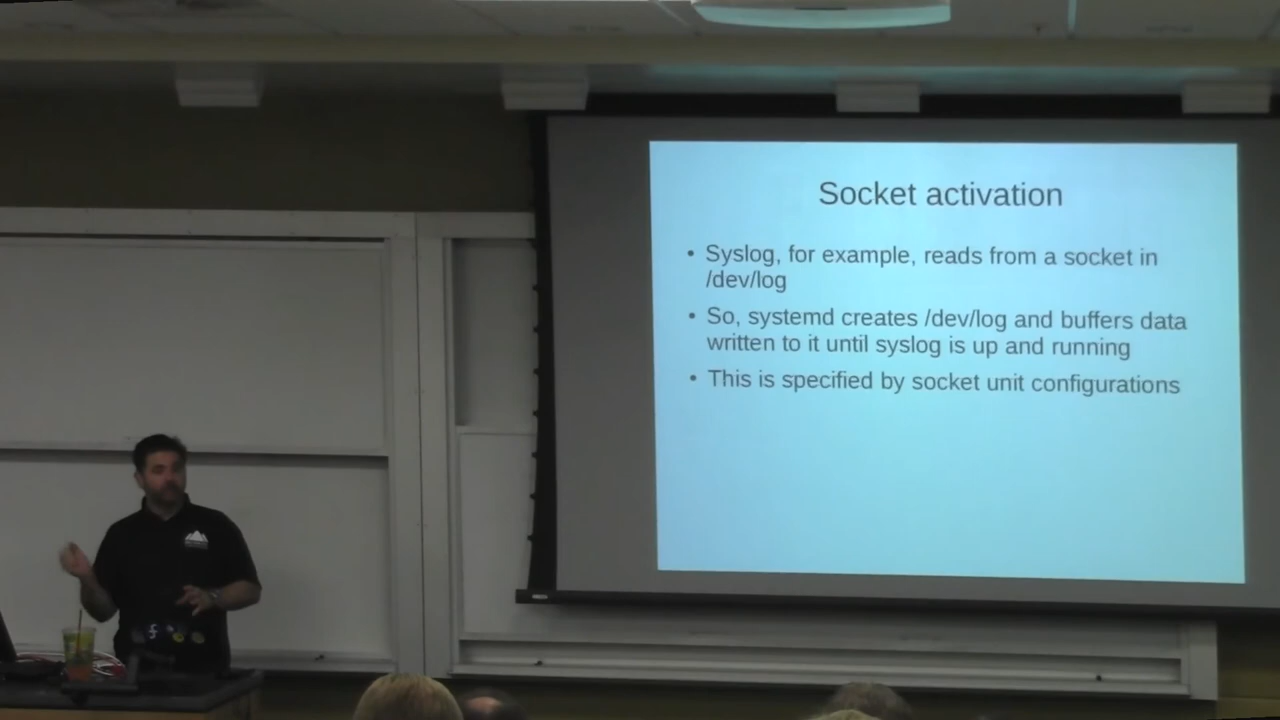 Socket activation
• Syslog, for example, reads from a socket in
/dev/log
• So, systemd creates /dev/log and buffers data
written to it until syslog is up and running
• This is specified by socket unit configurations